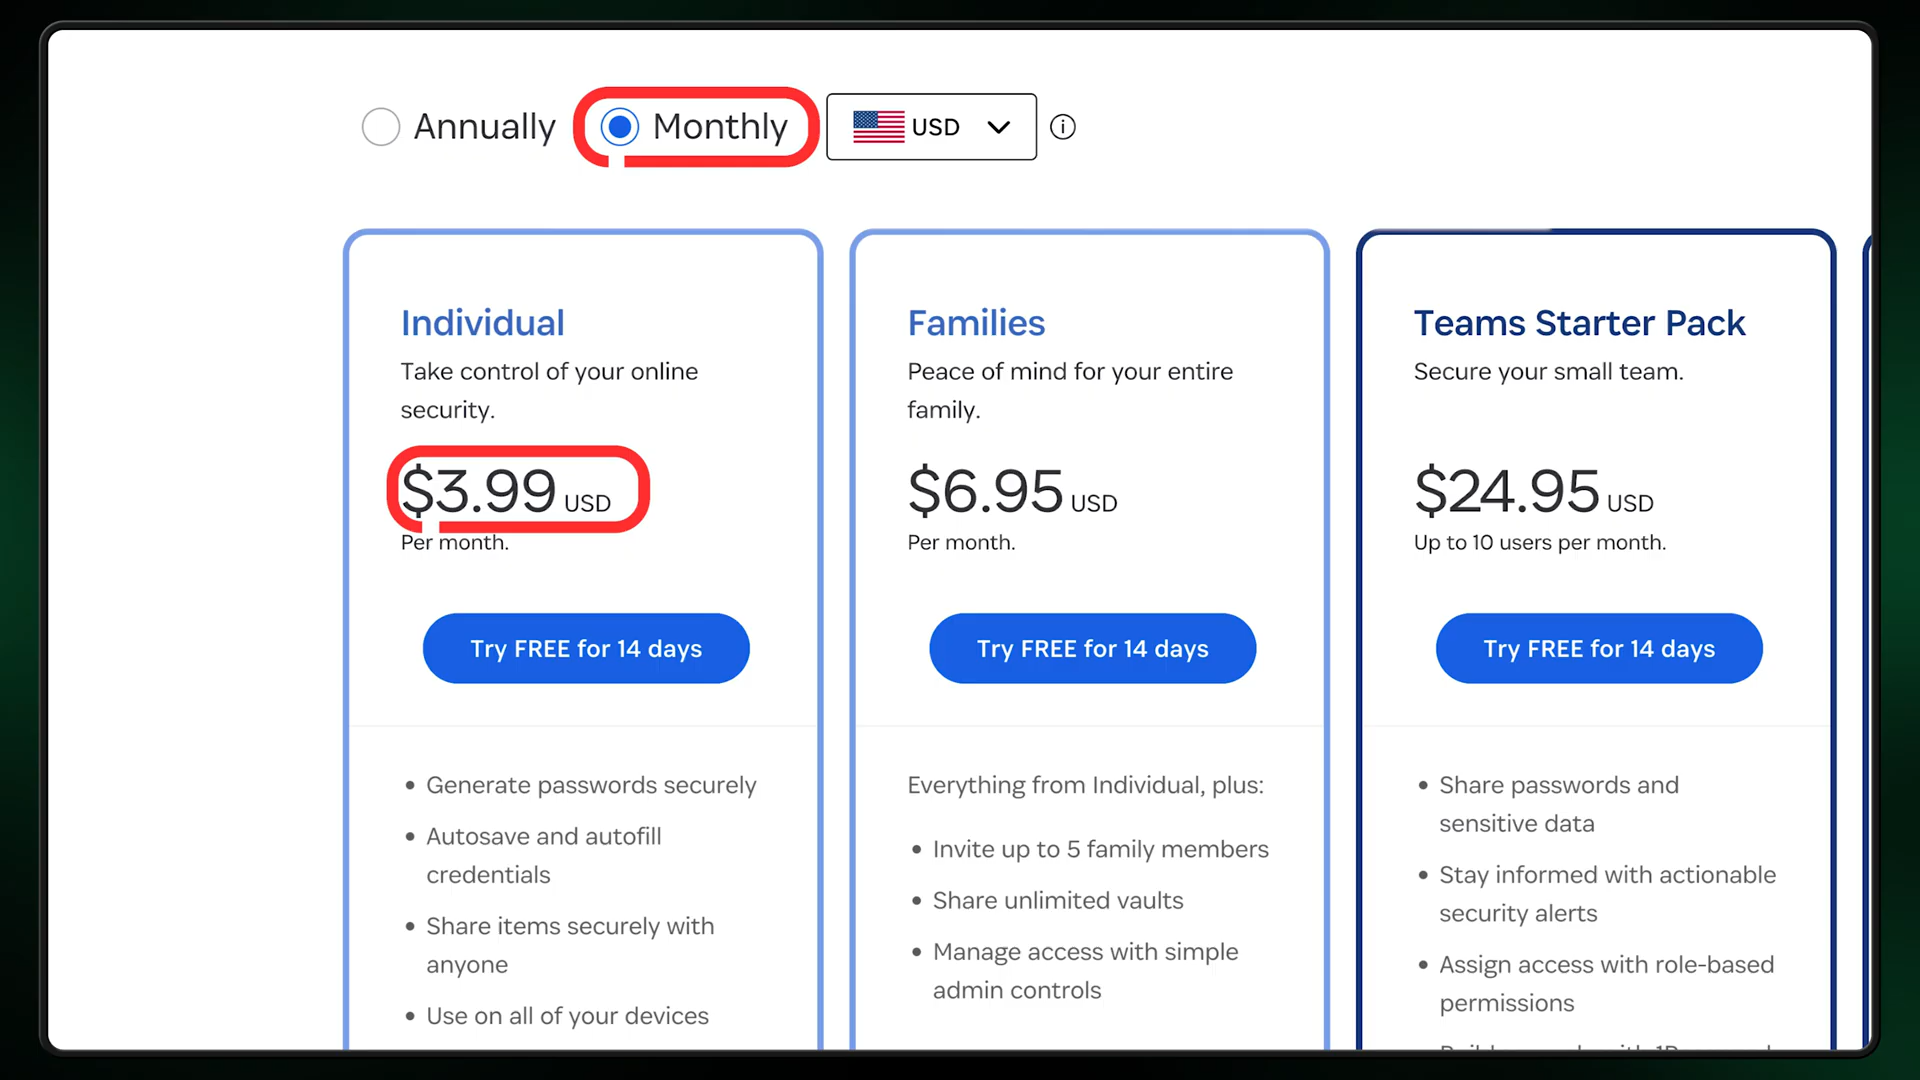 Annually
Monthly
USD
Individual
Take control of your online
security.
$3.99 USD
Per month.
Try FREE for 14 days
Generate passwords securely
Autosave and autofill
credentials
Share items securely with
anyone
Use on all of your devices
Families
Peace of mind for your entire
family.
$6.95 USD
Per month.
Try FREE for 14 days
Everything from Individual, plus:
Invite up to 5 family members
Share unlimited vaults
Manage access with simple
admin controls
Teams Starter Pack
Secure your small team.
$24.95 USD
Up to 10 users per month.
Try FREE for 14 days
Share passwords and
sensitive data
Stay informed with actionable
security alerts
Assign access with role-based
permissions